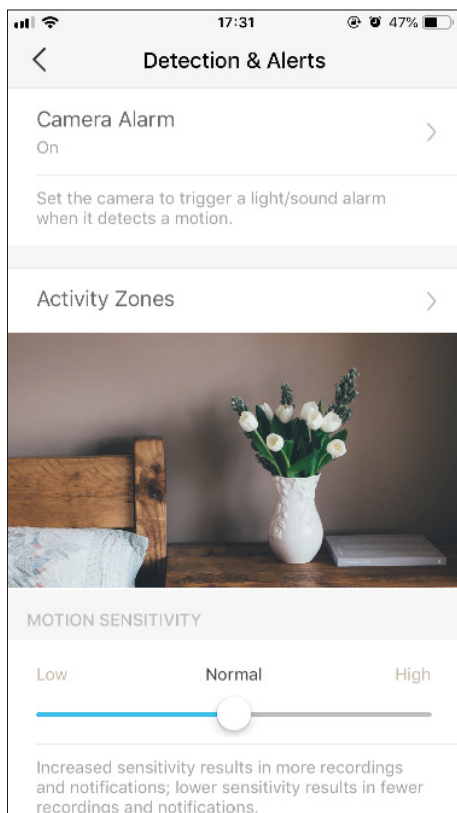 17:31
47%
Detection & Alerts
Camera Alarm
On
Set the camera to trigger a light/sound alarm
when it detects a motion.
Activity Zones
MOTION SENSITIVITY
Low Normal High
Increased sensitivity results in more recordings
and notifications; lower sensitivity results in fewer
recordings and notifications.